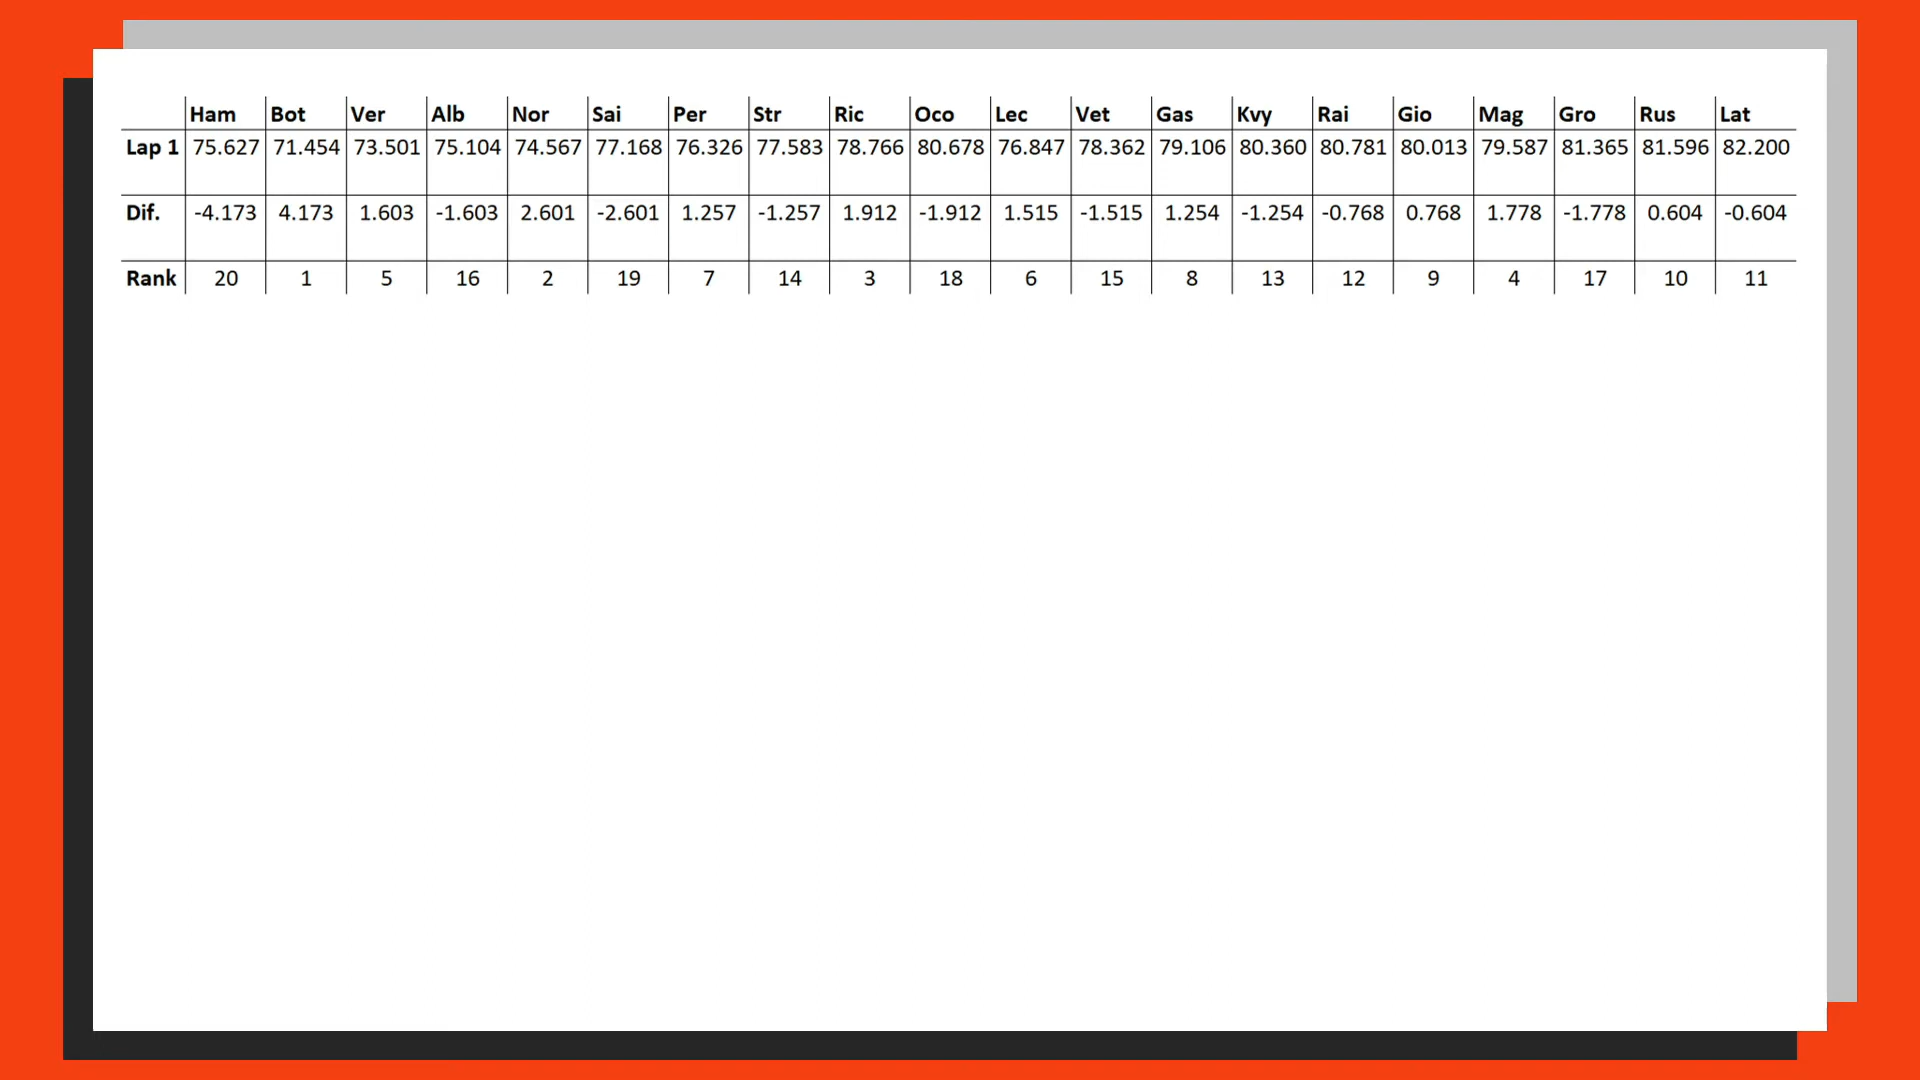 Ham Bot Ver Alb Nor Sai Per Str Ric Oco Lec Vet Gas Kvy Rai Gio Mag Gro Rus Lat
Lap 1 75.627 71.454 73.501 75.104 74.567 77.168 76.326 77.583 78.766 80.678 76.847 78.362 79.106 80.360 80.781 80.013 79.587 81.365 81.596 82.200
Dif. -4.173 4.173 1.603 -1.603 2.601 -2.601 1.257 -1.257 1.912 -1.912 1.515 -1.515 1.254 -1.254 -0.768 0.768 1.778 -1.778 0.604 -0.604
Rank 20 1 5 16 2 19 7 14 3 18 6 15 8 13 12 9 4 17 10 11